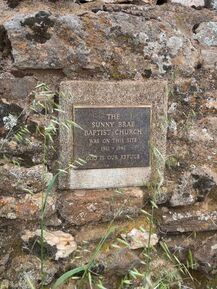 THE
SUNNY BRAE
BAPTIST CHURCH
WAS ON THIS SITE
GOD IS OUR REFUGE